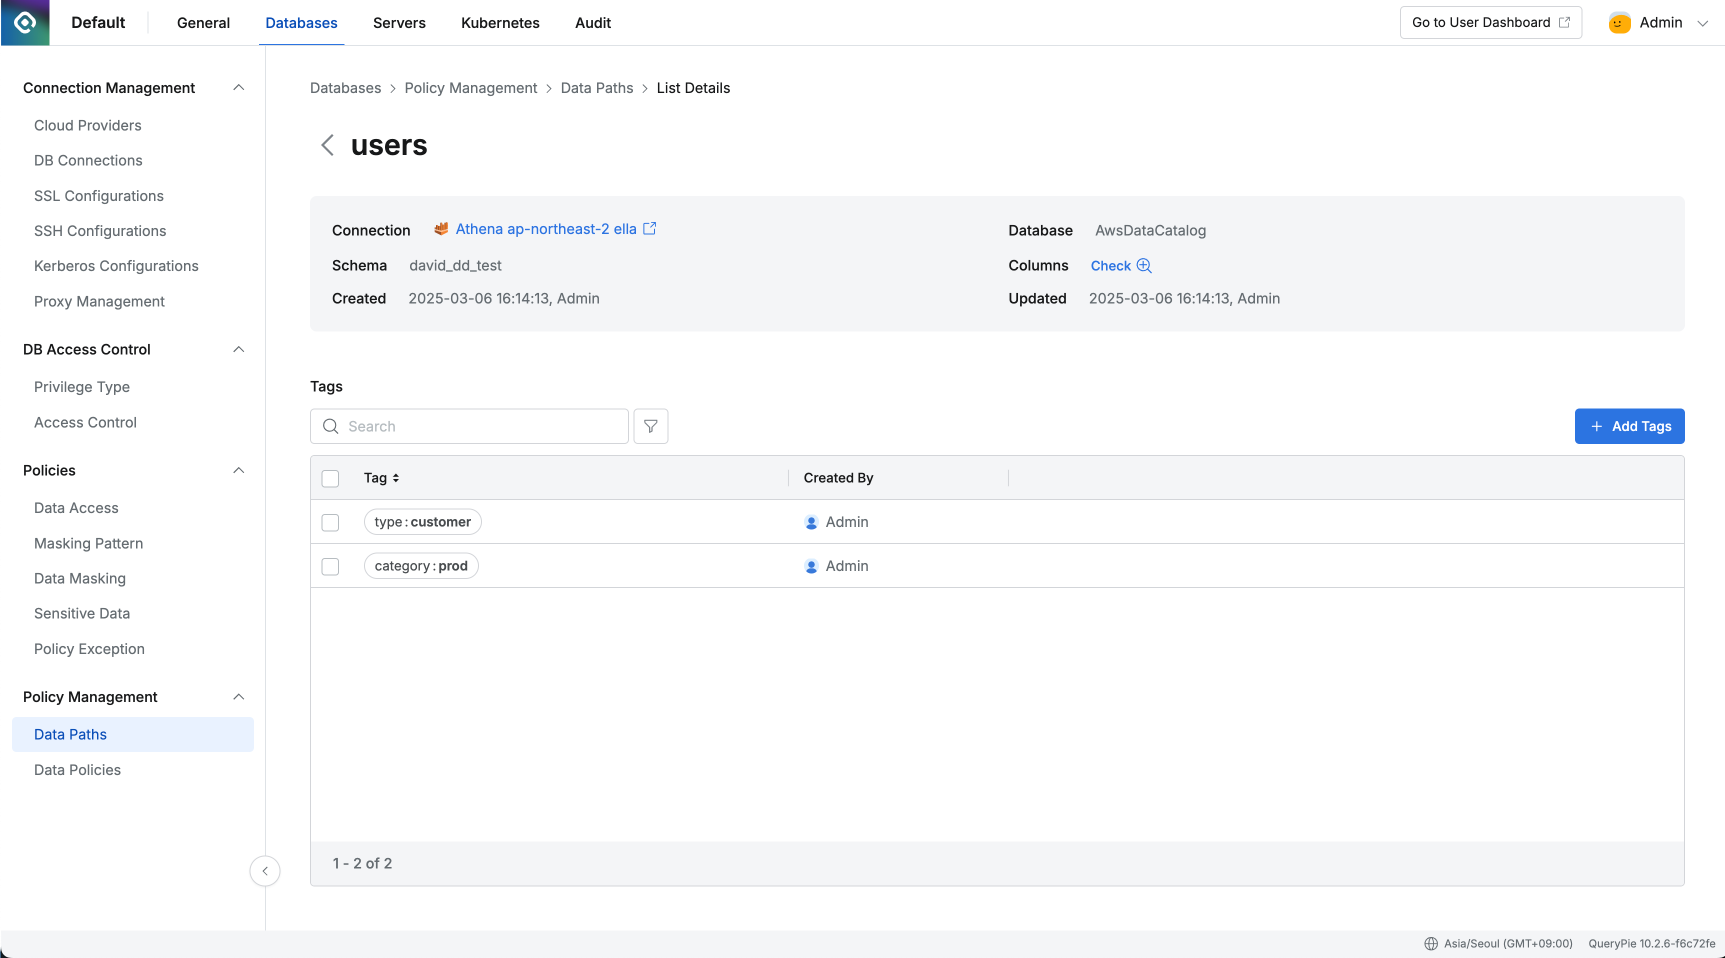 Default
General
Databases
Servers
Kubernetes
Audit
Go to User Dashboard
Admin
Connection Management
Cloud Providers
DB Connections
SSL Configurations
SSH Configurations
Kerberos Configurations
Proxy Management
DB Access Control
Privilege Type
Access Control
Policies
Data Access
Masking Pattern
Data Masking
Sensitive Data
Policy Exception
Policy Management
Data Paths
Data Policies
Databases > Policy Management > Data Paths > List Details
users
Connection Athena ap-northeast-2 ella
Database AwsDataCatalog
Schema david_dd_test
Columns Check
Created 2025-03-06 16:14:13, Admin
Updated 2025-03-06 16:14:13, Admin
Tags
Search
+ Add Tags
Tag Created By
type : customer Admin
category : prod Admin
1 - 2 of 2
Asia/Seoul (GMT+09:00) QueryPie 10.2.6-f6c72fe